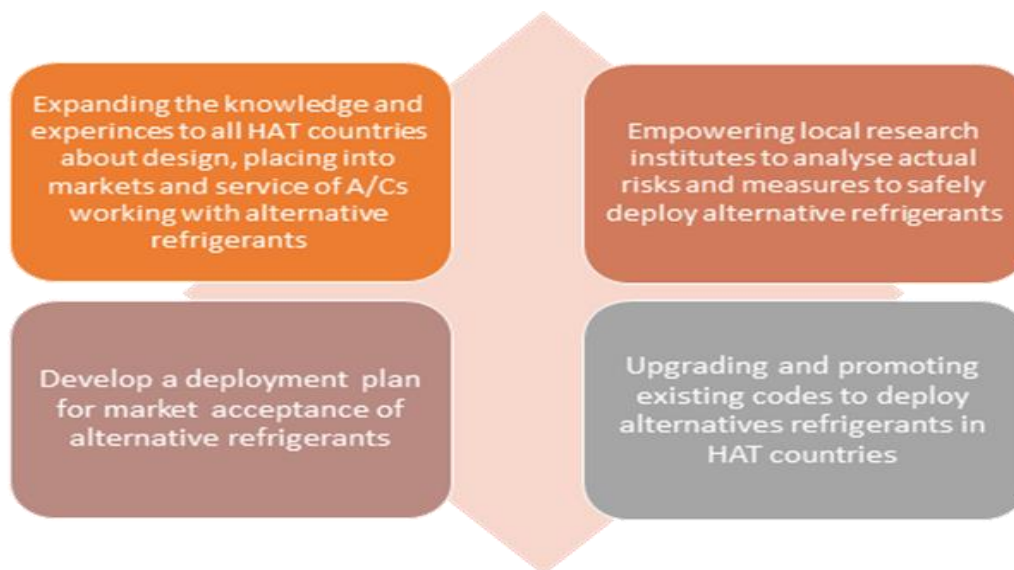 Expanding the knowledge and
experinces to all HAT countries
about design, placing into
markets and service of A/Cs
working with alternative
refrigerants
Empowering local research
institutes to analyse actual
risks and measures to safely
deploy alternative refrigerants
Develop a deployment plan
for market acceptance of
alternative refrigerants
Upgrading and promoting
existing codes to deploy
alternatives refrigerants in
HAT countries